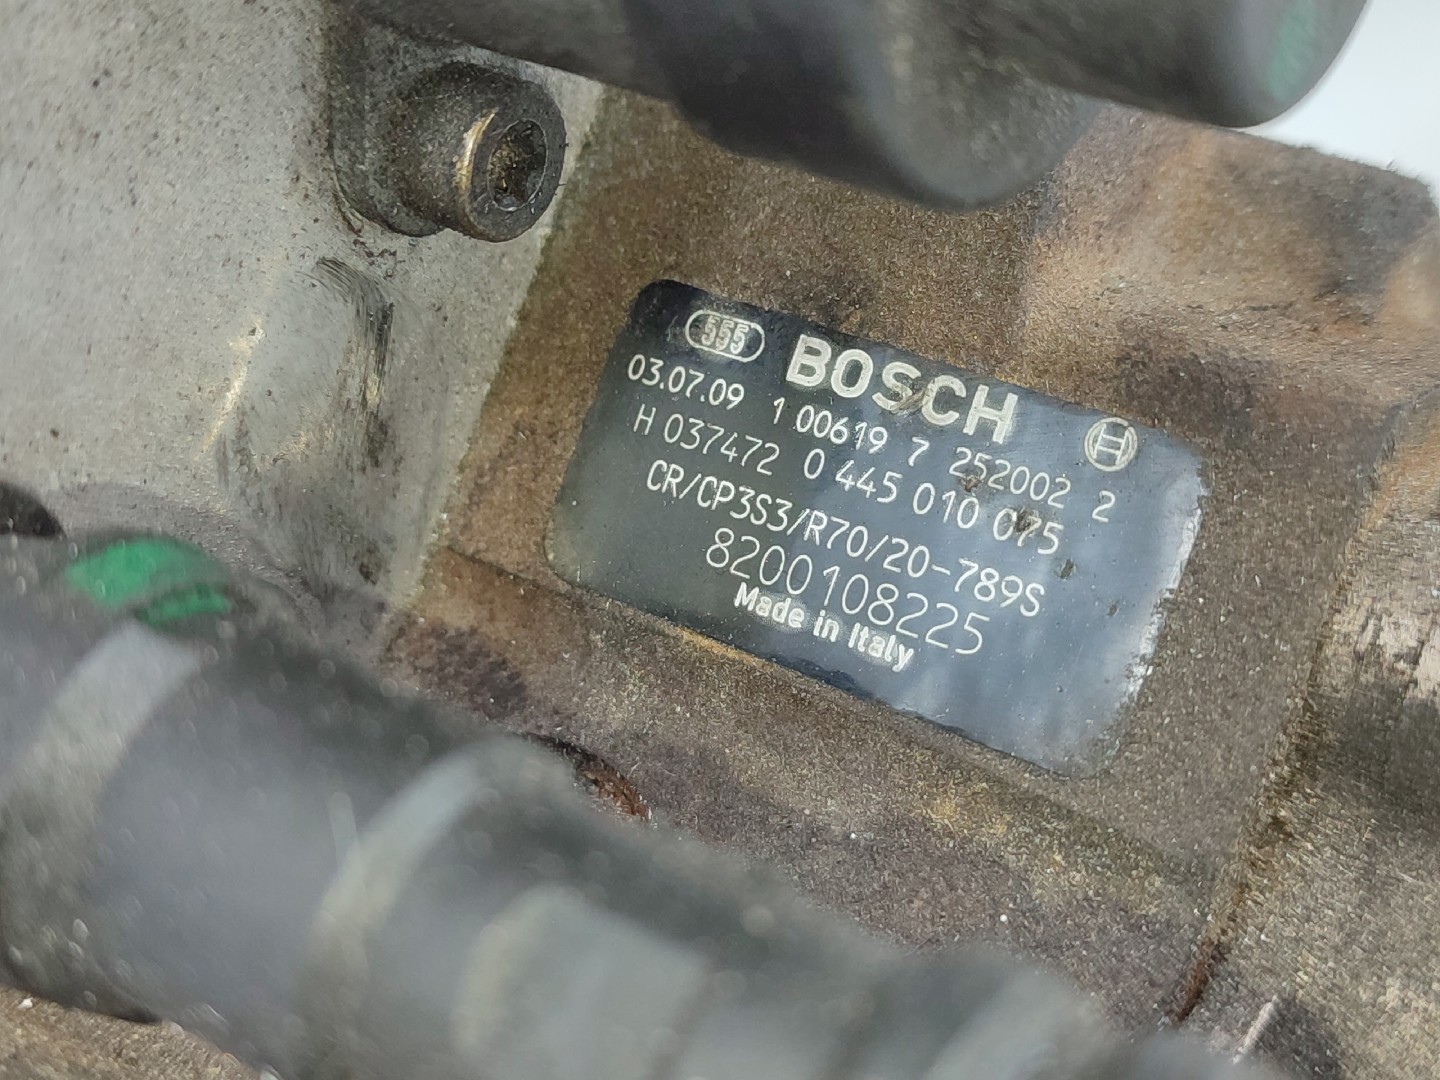 555 BOSCH
03.07.09 1 00619 7 252002 2
H 037472 0 445 010 075
CR/CP3S3/R70/20-789S
8200108225
Made in Italy